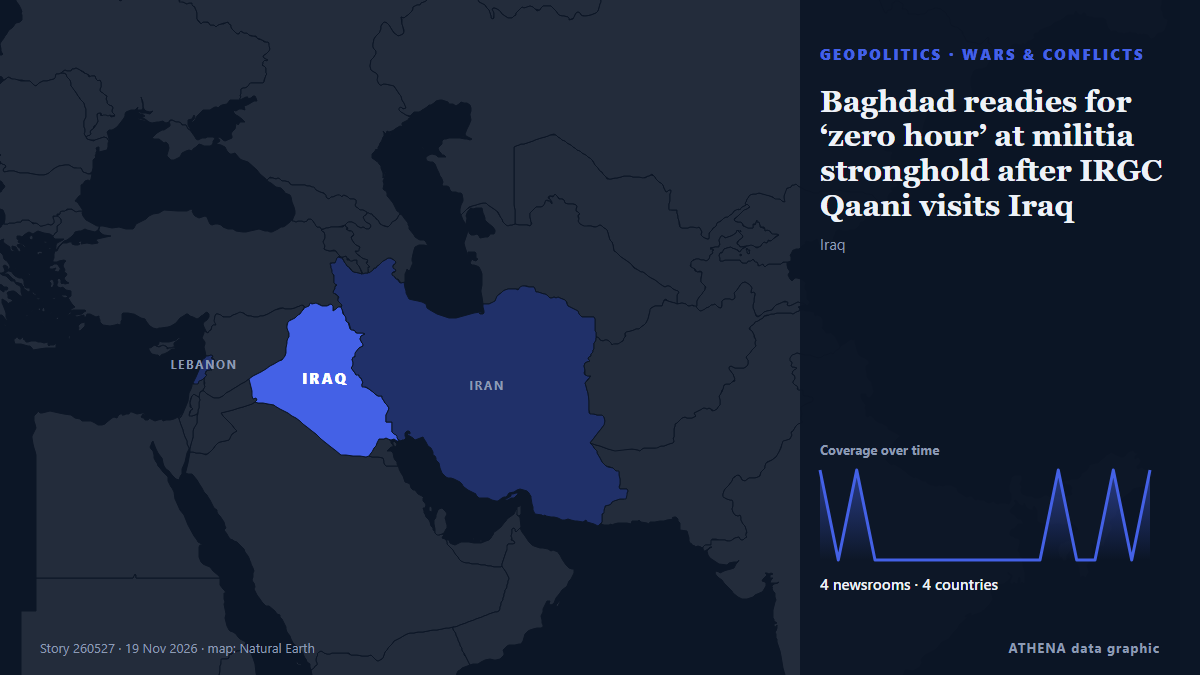 GEOPOLITICS · WARS & CONFLICTS
Baghdad readies for
‘zero hour’ at militia
stronghold after IRGC
Qaani visits Iraq
Iraq
LEBANON
IRAQ
IRAN
Coverage over time
4 newsrooms · 4 countries
Story 260527 · 19 Nov 2026 · map: Natural Earth
ATHENA data graphic